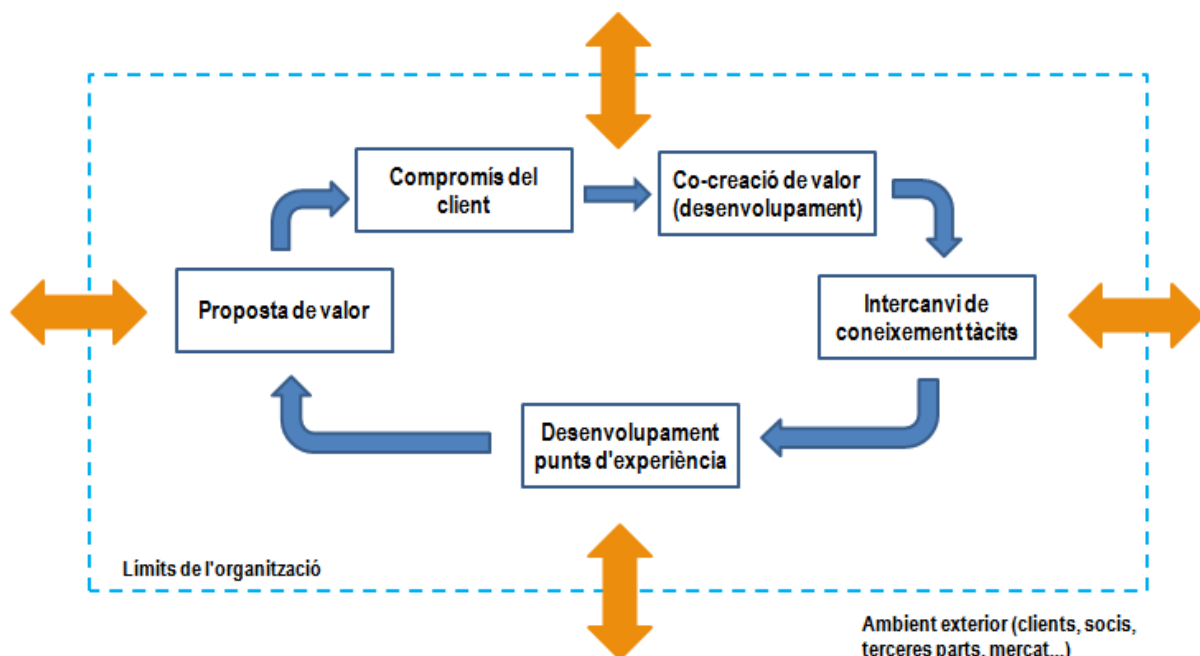 Compromís del
client
Co-creació de valor
(desenvolupament)
Proposta de valor
Intercanvi de
coneixement tàcits
Desenvolupament
punts d'experiència
Límits de l'organització
Ambient exterior (clients, socis,
terceres parts, mercat...)